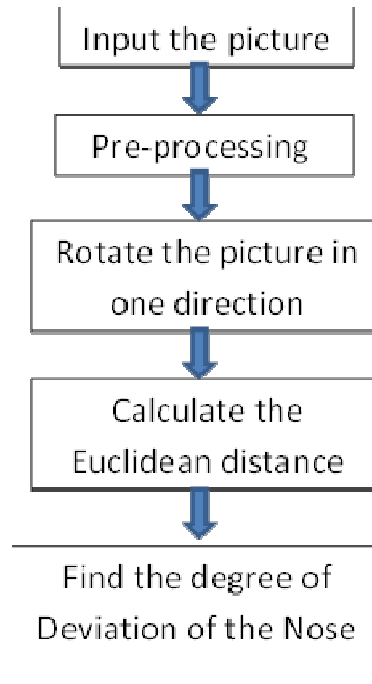 Input the picture
Pre-processing
Rotate the picture in
one direction
Calculate the
Euclidean distance
Find the degree of
Deviation of the Nose